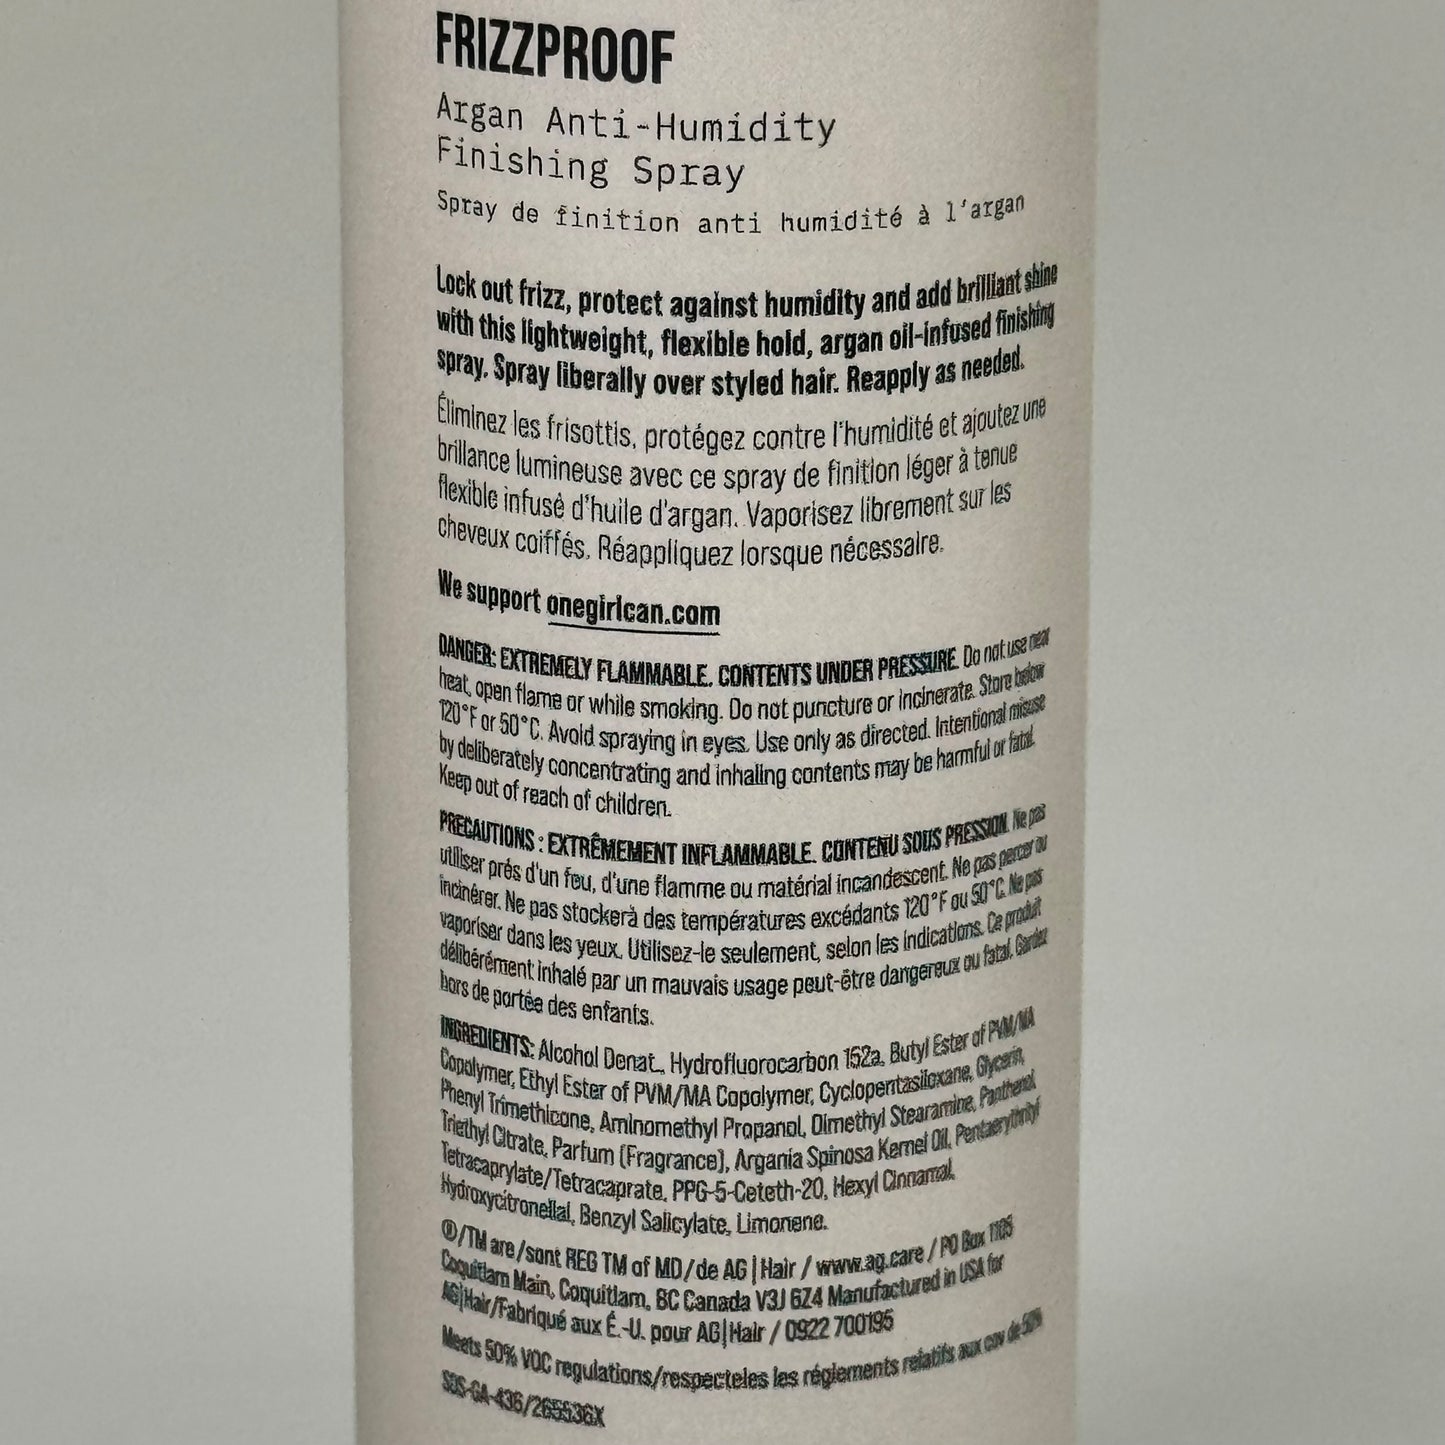 FRIZZPROOF
Argan Anti-Humidity
Finishing Spray
Spray de finition anti humidité à l'argan
Lock out frizz, protect against humidity and add brilliant shine
with this lightweight, flexible hold, argan oil-infused finishing
spray. Spray liberally over styled hair. Reapply as needed.
Éliminez les frisottis, protégez contre l'humidité et ajoutez une
brillance lumineuse avec ce spray de finition léger à tenue
flexible infusé d'huile d'argan. Vaporisez librement sur les
cheveux coiffés. Réappliquez lorsque nécessaire.
We support onegirlcan.com
DANGER: EXTREMELY FLAMMABLE. CONTENTS UNDER PRESSURE. Do not use near
heat, open flame or while smoking. Do not puncture or incinerate. Store below
120°F or 50°C. Avoid spraying in eyes. Use only as directed. Intentional misuse
by deliberately concentrating and inhaling contents may be harmful or fatal.
Keep out of reach of children.
PRECAUTIONS : EXTRÊMEMENT INFLAMMABLE. CONTENU SOUS PRESSION. Ne pas
utiliser prés d'un feu, d'une flamme ou matérial incandescent. Ne pas percer ou
incinérer. Ne pas stockerà des températures excédants 120°F ou 50°C. Ne pas
vaporiser dans les yeux. Utilisez-le seulement, selon les indications. Ce produit
délibérément inhalé par un mauvais usage peut-être dangereux ou fatal. Gardez
hors de portée des enfants.
INGREDIENTS: Alcohol Denat., Hydrofluorocarbon 152a, Butyl Ester of PVM/MA
Copolymer, Ethyl Ester of PVM/MA Copolymer, Cyclopentasiloxane, Glycerin,
Phenyl Trimethicone, Aminomethyl Propanol, Dimethyl Stearamine, Panthenol,
Triethyl Citrate, Parfum (Fragrance), Argania Spinosa Kernel Oil, Pentaerythrityl
Tetracaprylate/Tetracaprate, PPG-5-Ceteth-20, Hexyl Cinnamal,
Hydroxycitronellal, Benzyl Salicylate, Limonene.
®/TM are/sont REG TM of MD/de AG|Hair / www.ag.care / PO Box 1105
Coquitlam Main, Coquitlam, BC Canada V3J 6Z4 Manufactured in USA for
AG|Hair/Fabriqué aux É.-U. pour AG|Hair / 0922 700195
Meets 50% VOC regulations/respecteles les réglements relatifs aux cov de 50%
SDS-GA-436/265536X